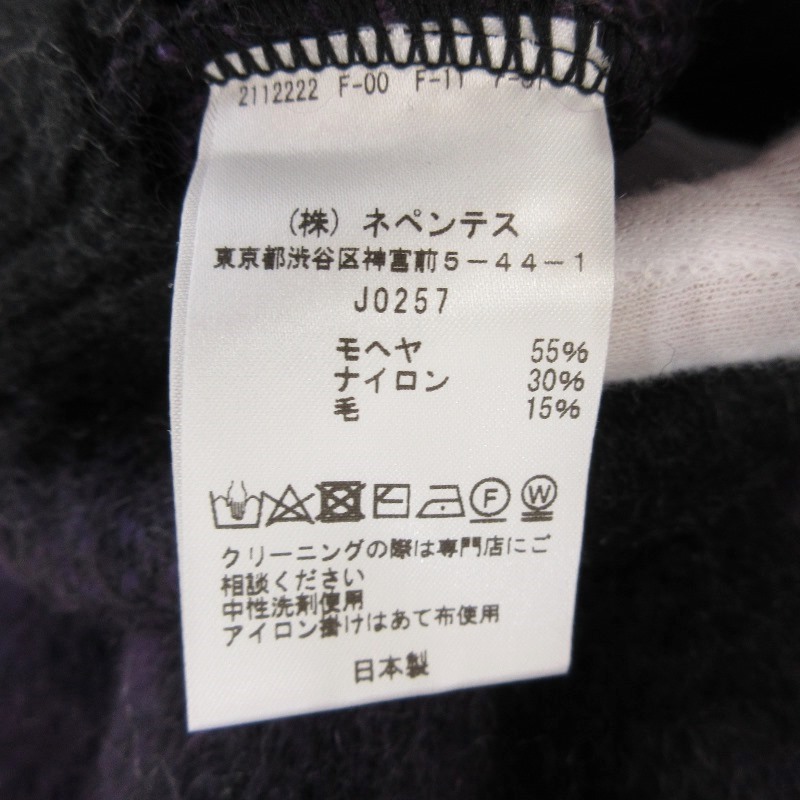 2112222 F-00 F-11
（株）ネペンテス
東京都渋谷区神宮前５－４４－１
J0257
モヘヤ 55%
ナイロン 30%
毛 15%
F W
クリーニングの際は専門店にご
相談ください
中性洗剤使用
アイロン掛けはあて布使用
日本製